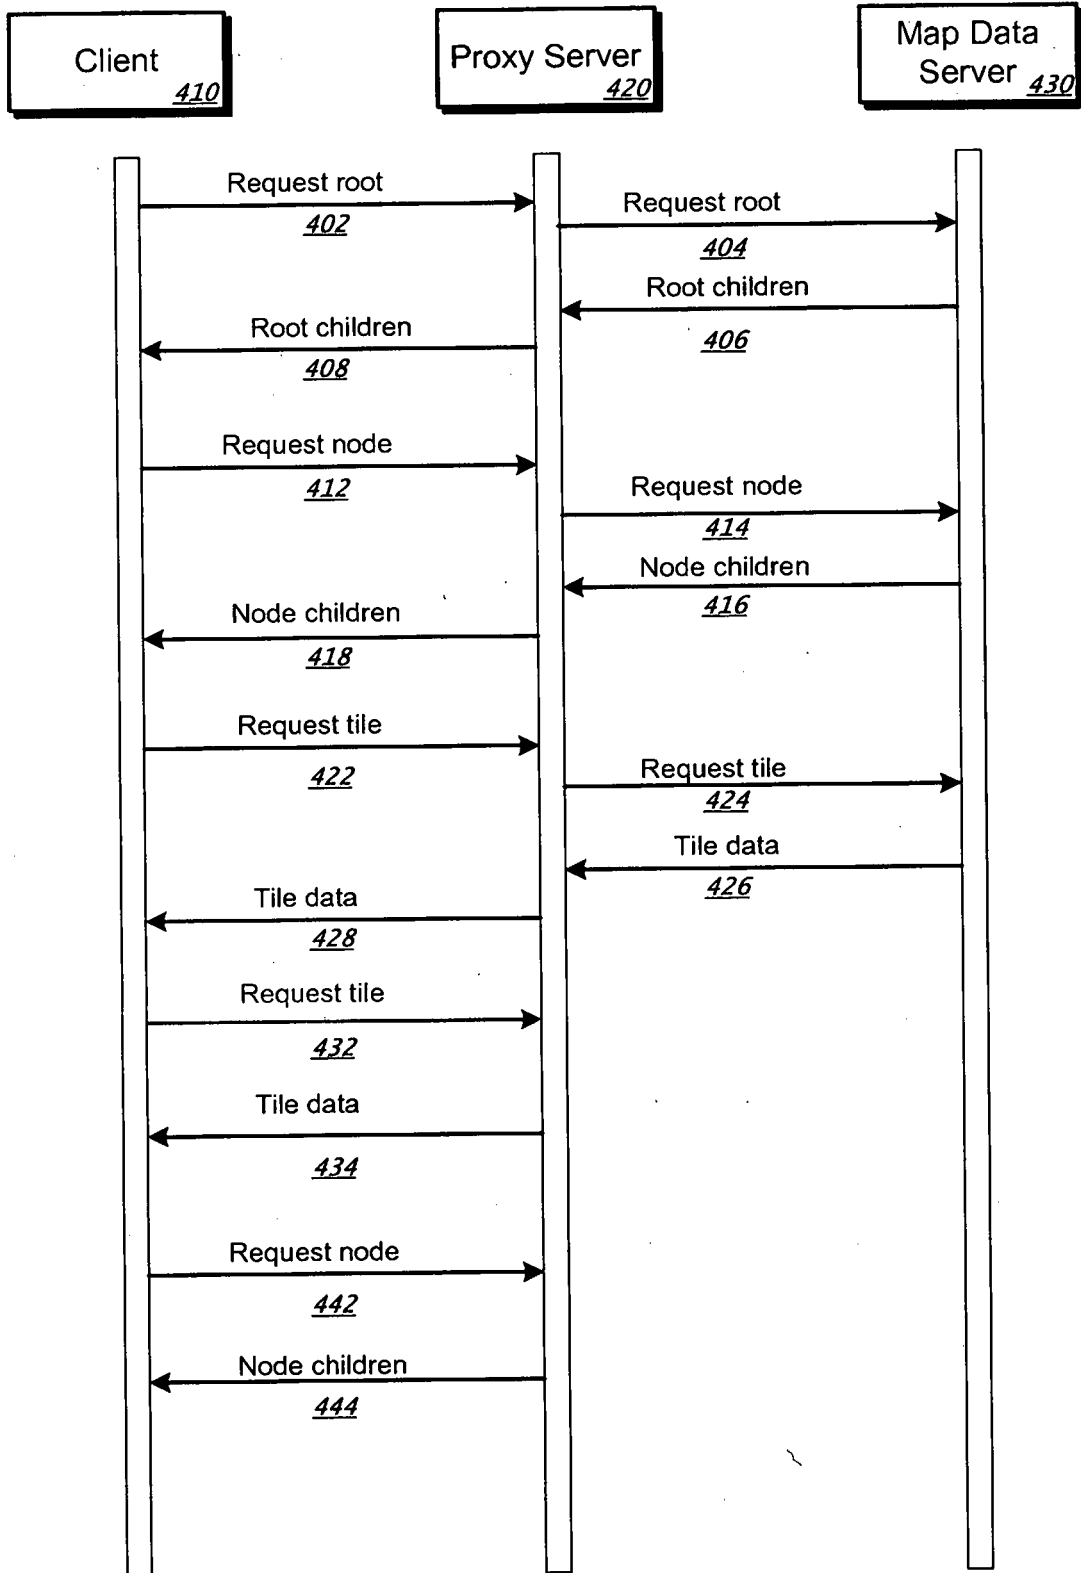 Client
410
Proxy Server
420
Map Data
Server
430
Request root
402
Request root
404
Root children
406
Root children
408
Request node
412
Request node
414
Node children
416
Node children
418
Request tile
422
Request tile
424
Tile data
426
Tile data
428
Request tile
432
Tile data
434
Request node
442
Node children
444